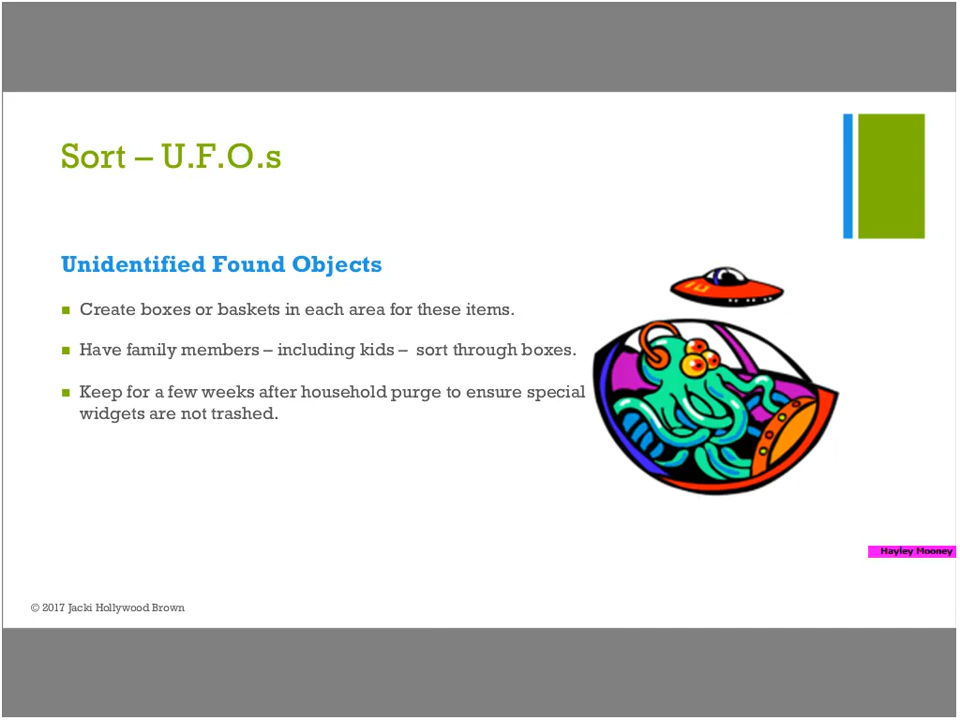 Sort – U.F.O.s
Unidentified Found Objects
Create boxes or baskets in each area for these items.
Have family members – including kids –  sort through boxes.
Keep for a few weeks after household purge to ensure special
widgets are not trashed.
Hayley Mooney
© 2017 Jacki Hollywood Brown